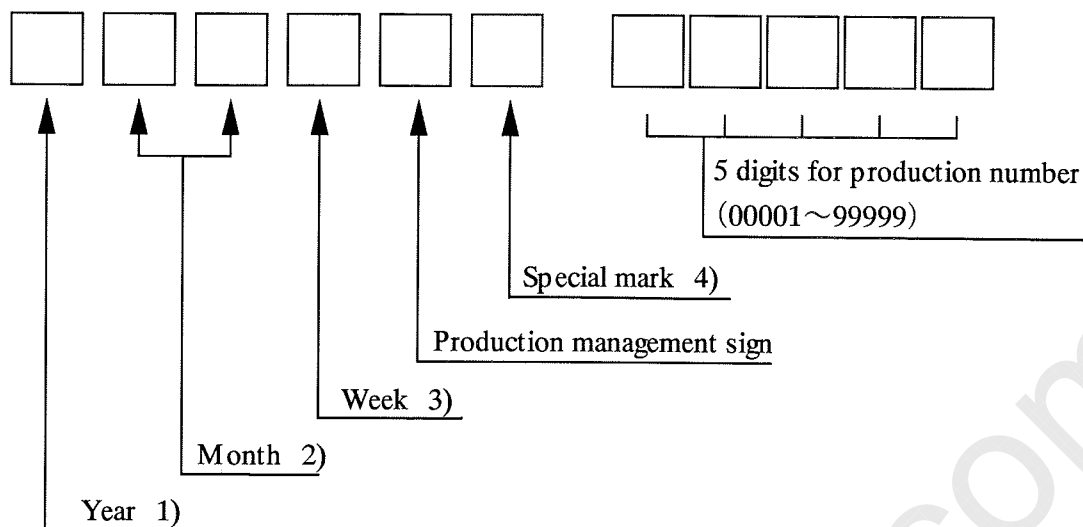 5 digits for production number
(00001～99999)
Special mark 4)
Production management sign
Week 3)
Month 2)
Year 1)
com